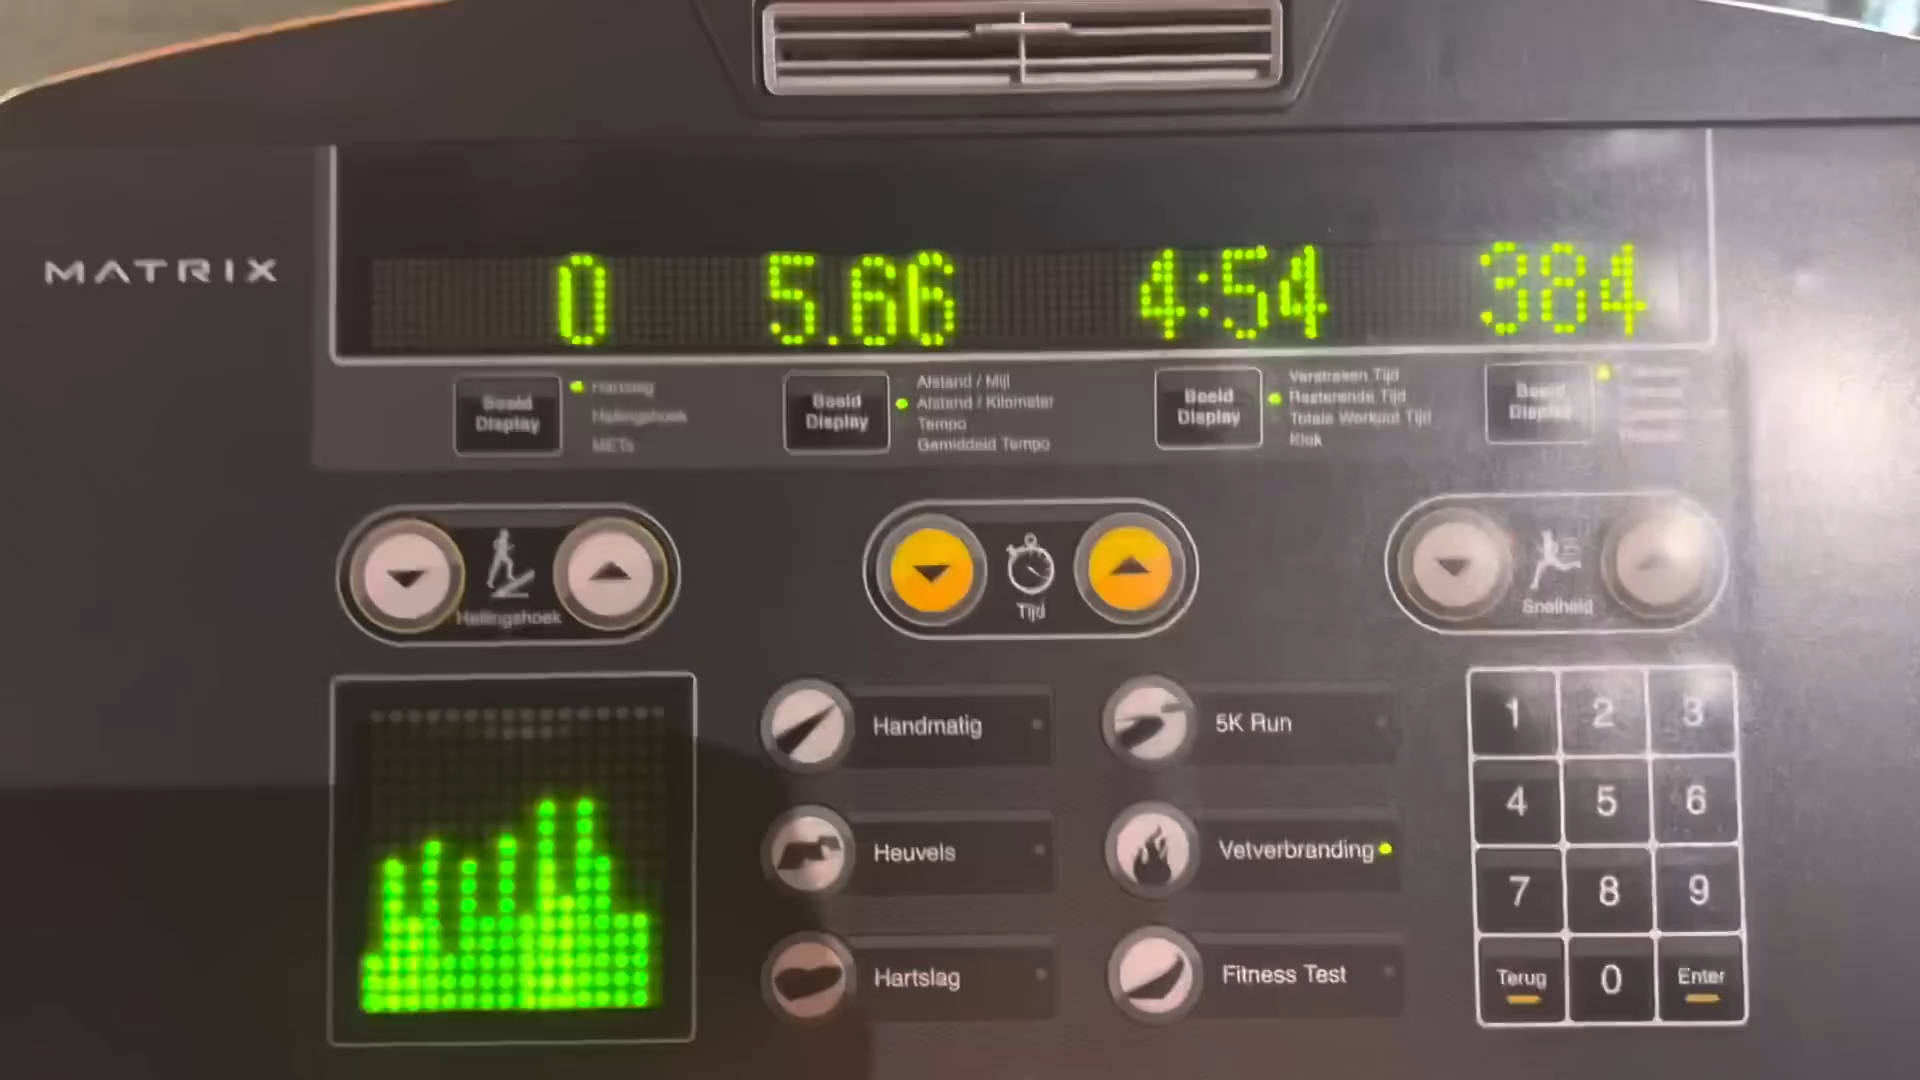 MATRIX
0 5.66 4:54 384
Beeld Display
Hartslag
Hellingshoek
METs
Beeld Display
Afstand / Mijl
Afstand / Kilometer
Tempo
Gemiddeld Tempo
Beeld Display
Verstreken Tijd
Resterende Tijd
Totale Workout Tijd
Klok
Beeld Display
Hellingshoek
Tijd
Snelheid
Handmatig
5K Run
Heuvels
Vetverbranding
Hartslag
Fitness Test
1 2 3
4 5 6
7 8 9
Terug 0 Enter